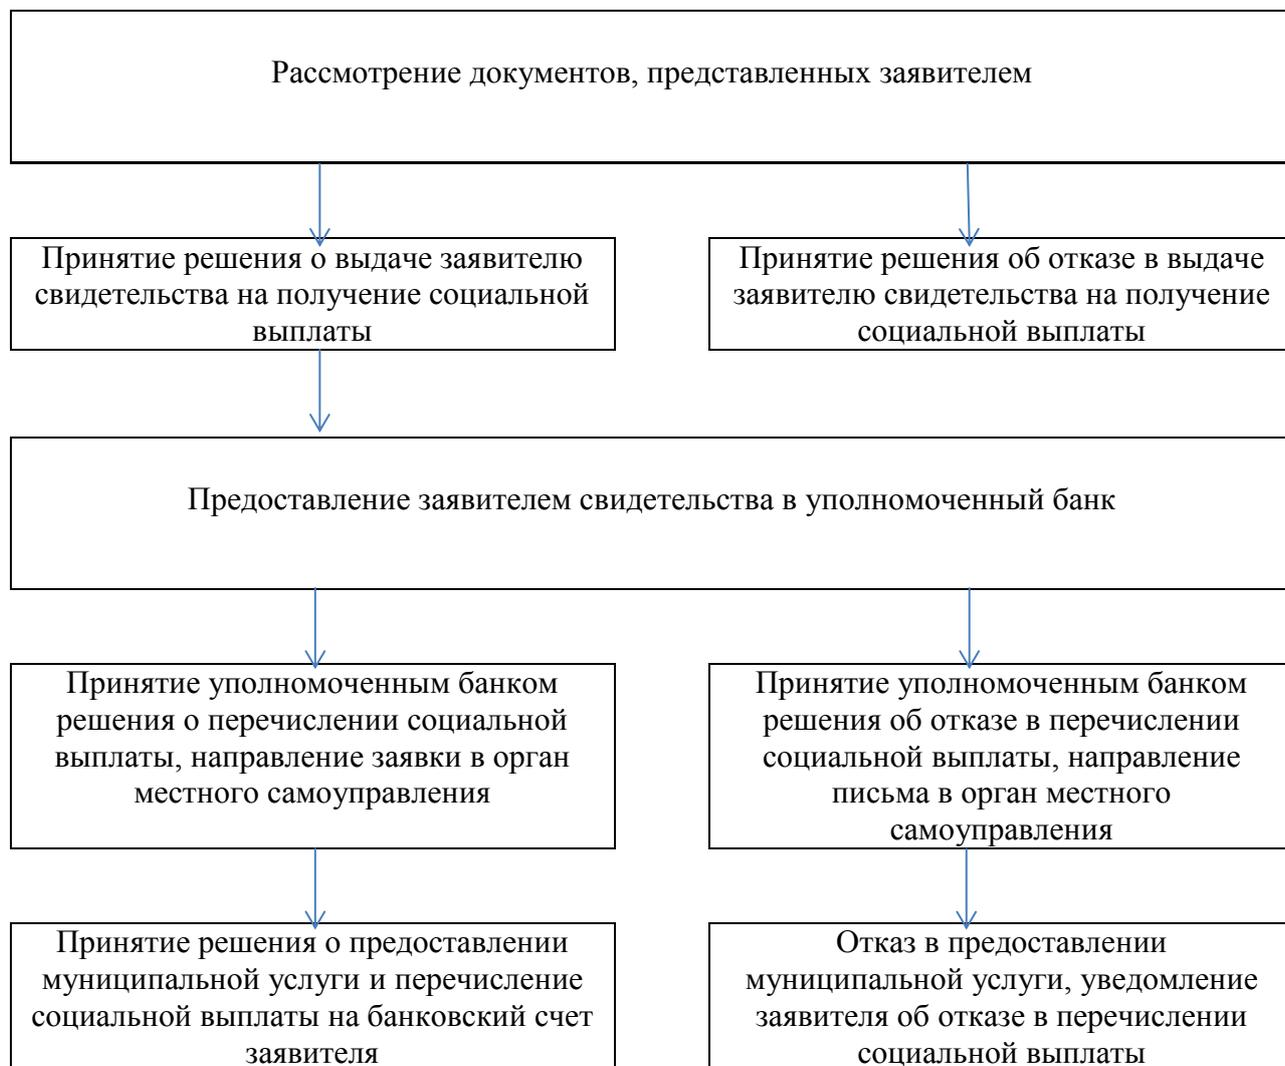 Рассмотрение документов, представленных заявителем
Принятие решения о выдаче заявителю
свидетельства на получение социальной
выплаты
Принятие решения об отказе в выдаче
заявителю свидетельства на получение
социальной выплаты
Предоставление заявителем свидетельства в уполномоченный банк
Принятие уполномоченным банком
решения о перечислении социальной
выплаты, направление заявки в орган
местного самоуправления
Принятие уполномоченным банком
решения об отказе в перечислении
социальной выплаты, направление
письма в орган местного
самоуправления
Принятие решения о предоставлении
муниципальной услуги и перечисление
социальной выплаты на банковский счет
заявителя
Отказ в предоставлении
муниципальной услуги, уведомление
заявителя об отказе в перечислении
социальной выплаты